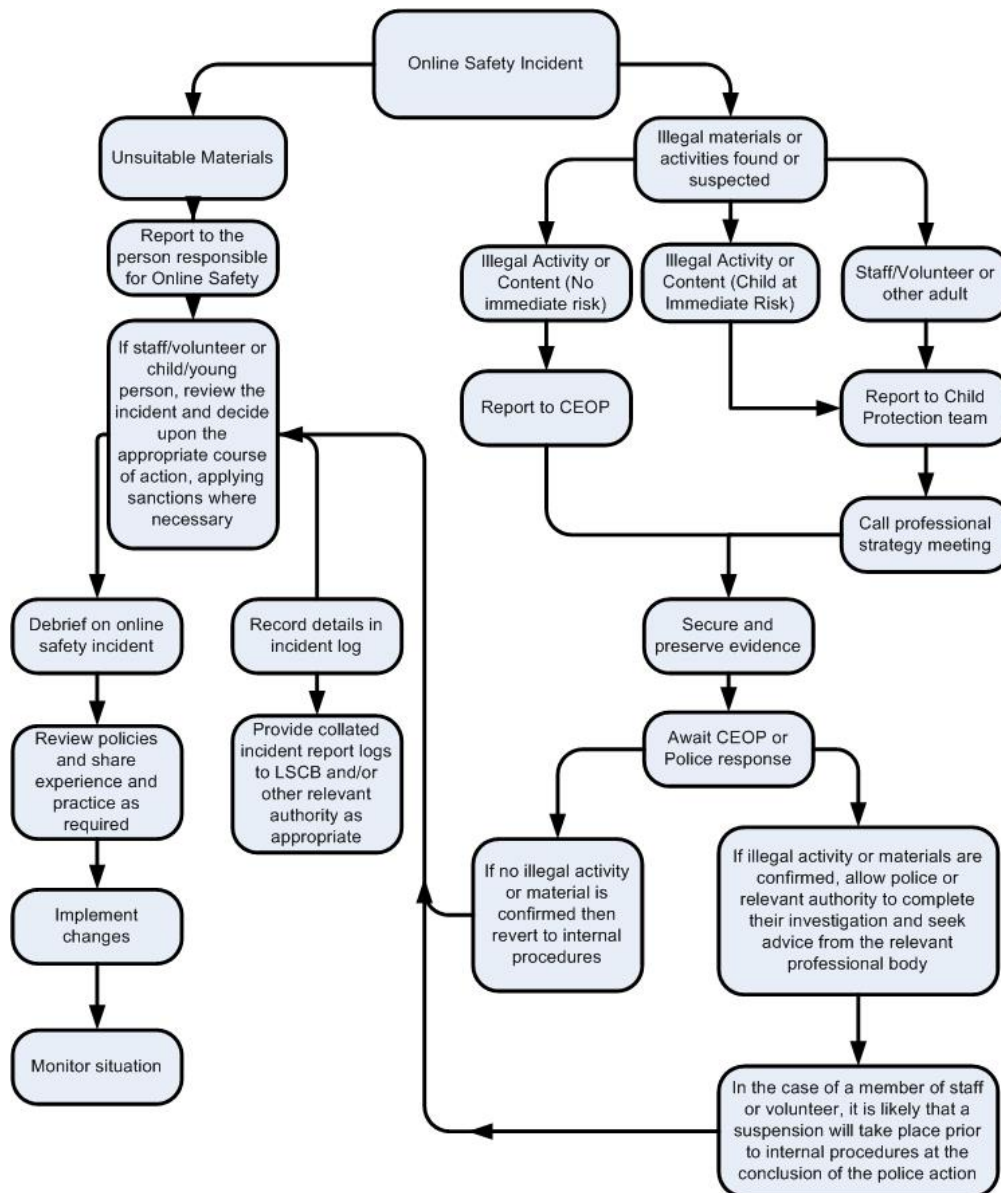 Online Safety Incident
Unsuitable Materials
Report to the
person responsible
for Online Safety
If staff/volunteer or
child/young
person, review the
incident and decide
upon the
appropriate course
of action, applying
sanctions where
necessary
Debrief on online
safety incident
Review policies
and share
experience and
practice as
required
Implement
changes
Monitor situation
Record details in
incident log
Provide collated
incident report logs
to LSCB and/or
other relevant
authority as
appropriate
Illegal materials or
activities found or
suspected
Illegal Activity or
Content (No
immediate risk)
Illegal Activity or
Content (Child at
Immediate Risk)
Staff/Volunteer or
other adult
Report to CEOP
Report to Child
Protection team
Call professional
strategy meeting
Secure and
preserve evidence
Await CEOP or
Police response
If no illegal activity
or material is
confirmed then
revert to internal
procedures
If illegal activity or materials are
confirmed, allow police or
relevant authority to complete
their investigation and seek
advice from the relevant
professional body
In the case of a member of staff
or volunteer, it is likely that a
suspension will take place prior
to internal procedures at the
conclusion of the police action